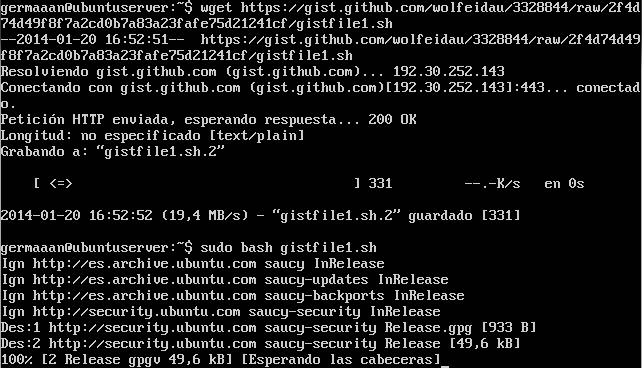 germaaan@ubuntuserver:~$ wget https://gist.github.com/wolfeidau/3328844/raw/2f4d
74d49f8f7a2cd0b7a83a23fafe75d21241cf/gistfile1.sh
--2014-01-20 16:52:51--  https://gist.github.com/wolfeidau/3328844/raw/2f4d74d49
f8f7a2cd0b7a83a23fafe75d21241cf/gistfile1.sh
Resolviendo gist.github.com (gist.github.com)... 192.30.252.143
Conectando con gist.github.com (gist.github.com)[192.30.252.143]:443... conectad
o.
Petición HTTP enviada, esperando respuesta... 200 OK
Longitud: no especificado [text/plain]
Grabando a: “gistfile1.sh.2”
[ <=> ] 331 --.-K/s en 0s
2014-01-20 16:52:52 (19,4 MB/s) - “gistfile1.sh.2” guardado [331]
germaaan@ubuntuserver:~$ sudo bash gistfile1.sh
Ign http://es.archive.ubuntu.com saucy InRelease
Ign http://es.archive.ubuntu.com saucy-updates InRelease
Ign http://es.archive.ubuntu.com saucy-backports InRelease
Ign http://security.ubuntu.com saucy-security InRelease
Des:1 http://security.ubuntu.com saucy-security Release.gpg [933 B]
Des:2 http://security.ubuntu.com saucy-security Release [49,6 kB]
100% [2 Release gpgv 49,6 kB] [Esperando las cabeceras]